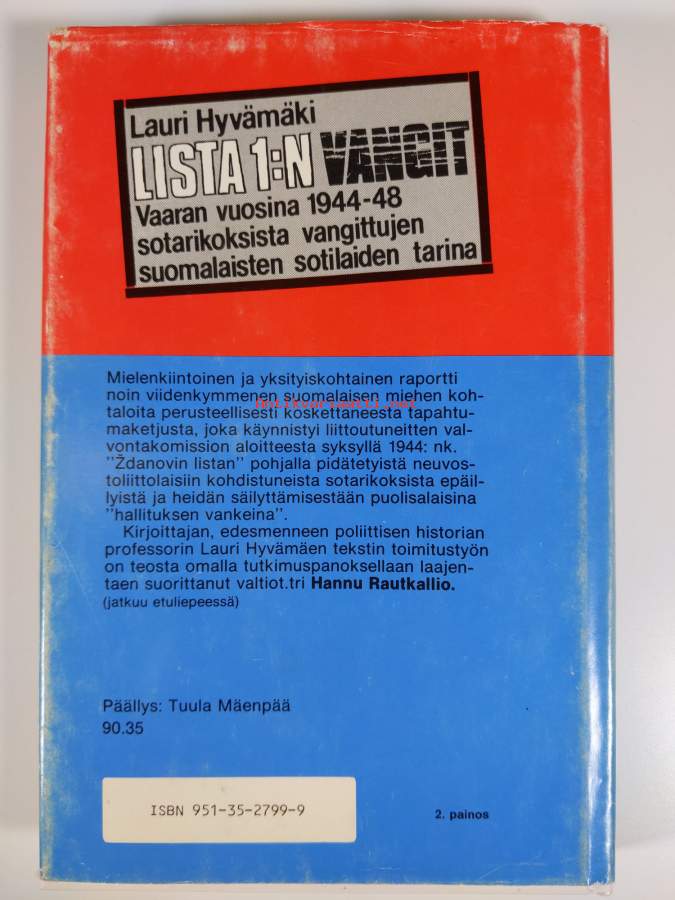 Lauri Hyvämäki
LISTA 1:N VANGIT
Vaaran vuosina 1944-48
sotarikoksista vangittujen
suomalaisten sotilaiden tarina
Mielenkiintoinen ja yksityiskohtainen raportti
noin viidenkymmenen suomalaisen miehen koh-
taloita perusteellisesti koskettaneesta tapahtu-
antikvariaatti.net
maketjusta, joka käynnistyi liittoutuneitten val-
vontakomission aloitteesta syksyllä 1944: nk.
"Ždanovin listan" pohjalla pidätetyistä neuvos-
toliittolaisiin kohdistuneista sotarikoksista epäil-
lyistä ja heidän säilyttämisestään puolisalaisina
"hallituksen vankeina".
Kirjoittajan, edesmenneen poliittisen historian
professorin Lauri Hyvämäen tekstin toimitustyön
on teosta omalla tutkimuspanoksellaan laajen-
taen suorittanut valtiot.tri Hannu Rautkallio.
(jatkuu etuliepeessä)
Päällys: Tuula Mäenpää
90.35
ISBN 951-35-2799-9
2. painos